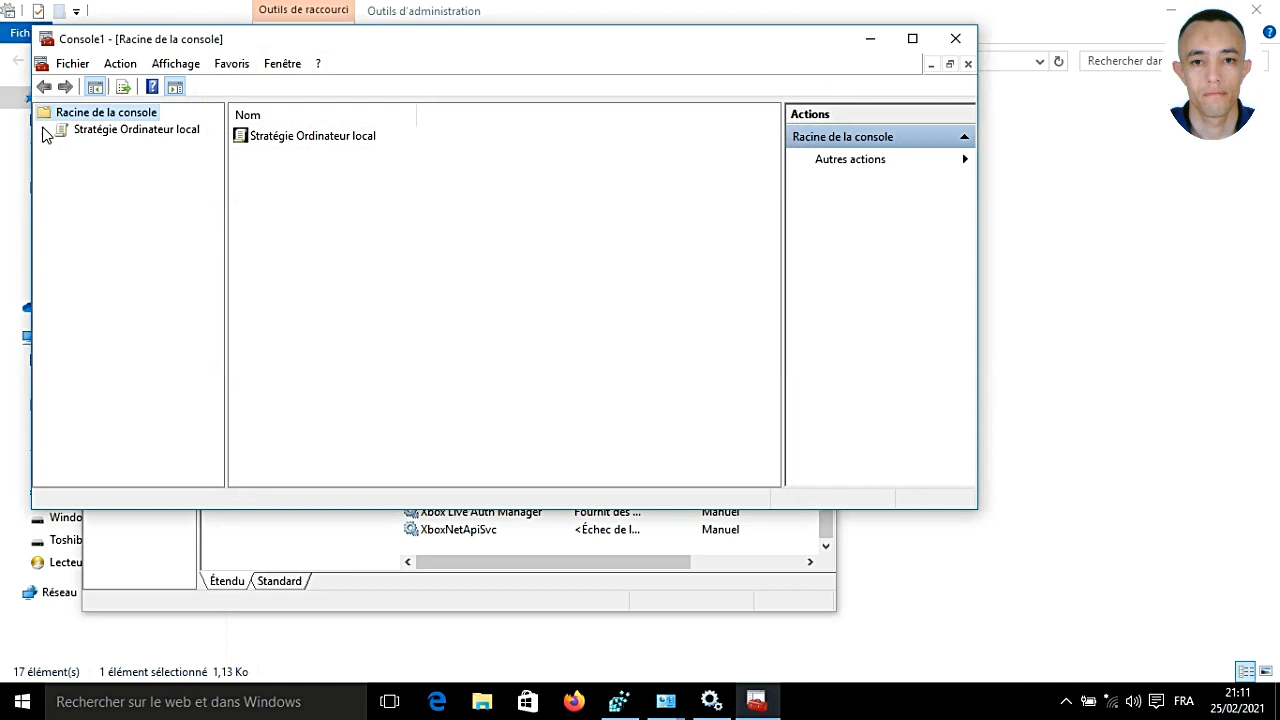 Outils de raccourci
Outils d'administration
Fich
Console1 - [Racine de la console]
Fichier Action Affichage Favoris Fenêtre ?
Rechercher dar
Racine de la console
Stratégie Ordinateur local
Nom
Stratégie Ordinateur local
Actions
Racine de la console
Autres actions
Windo
Toshib
Lecteu
Réseau
Xbox Live Auth Manager Fournit des ... Manuel
XboxNetApiSvc <Échec de l... Manuel
Étendu Standard
17 élément(s) 1 élément sélectionné 1,13 Ko
Rechercher sur le web et dans Windows
FRA
21:11
25/02/2021